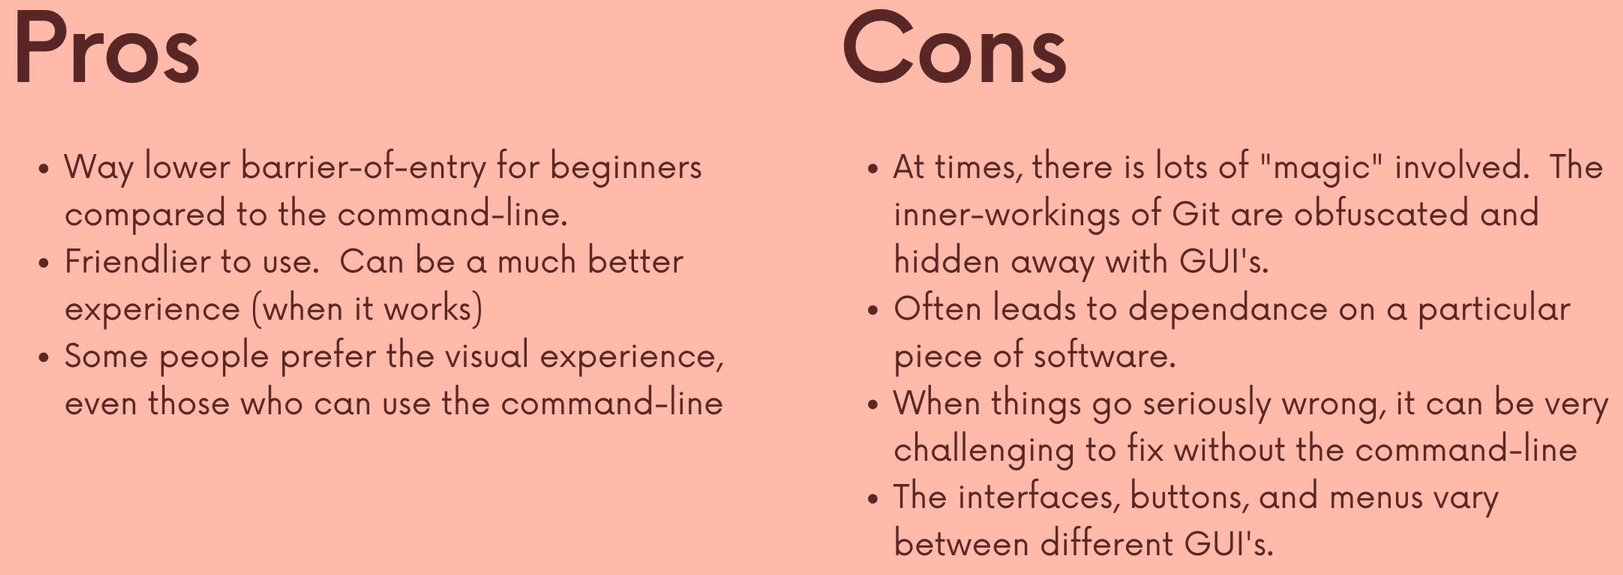 Pros
• Way lower barrier-of-entry for beginners
compared to the command-line.
• Friendlier to use.  Can be a much better
experience (when it works)
• Some people prefer the visual experience,
even those who can use the command-line
Cons
• At times, there is lots of "magic" involved.  The
inner-workings of Git are obfuscated and
hidden away with GUI's.
• Often leads to dependance on a particular
piece of software.
• When things go seriously wrong, it can be very
challenging to fix without the command-line
• The interfaces, buttons, and menus vary
between different GUI's.